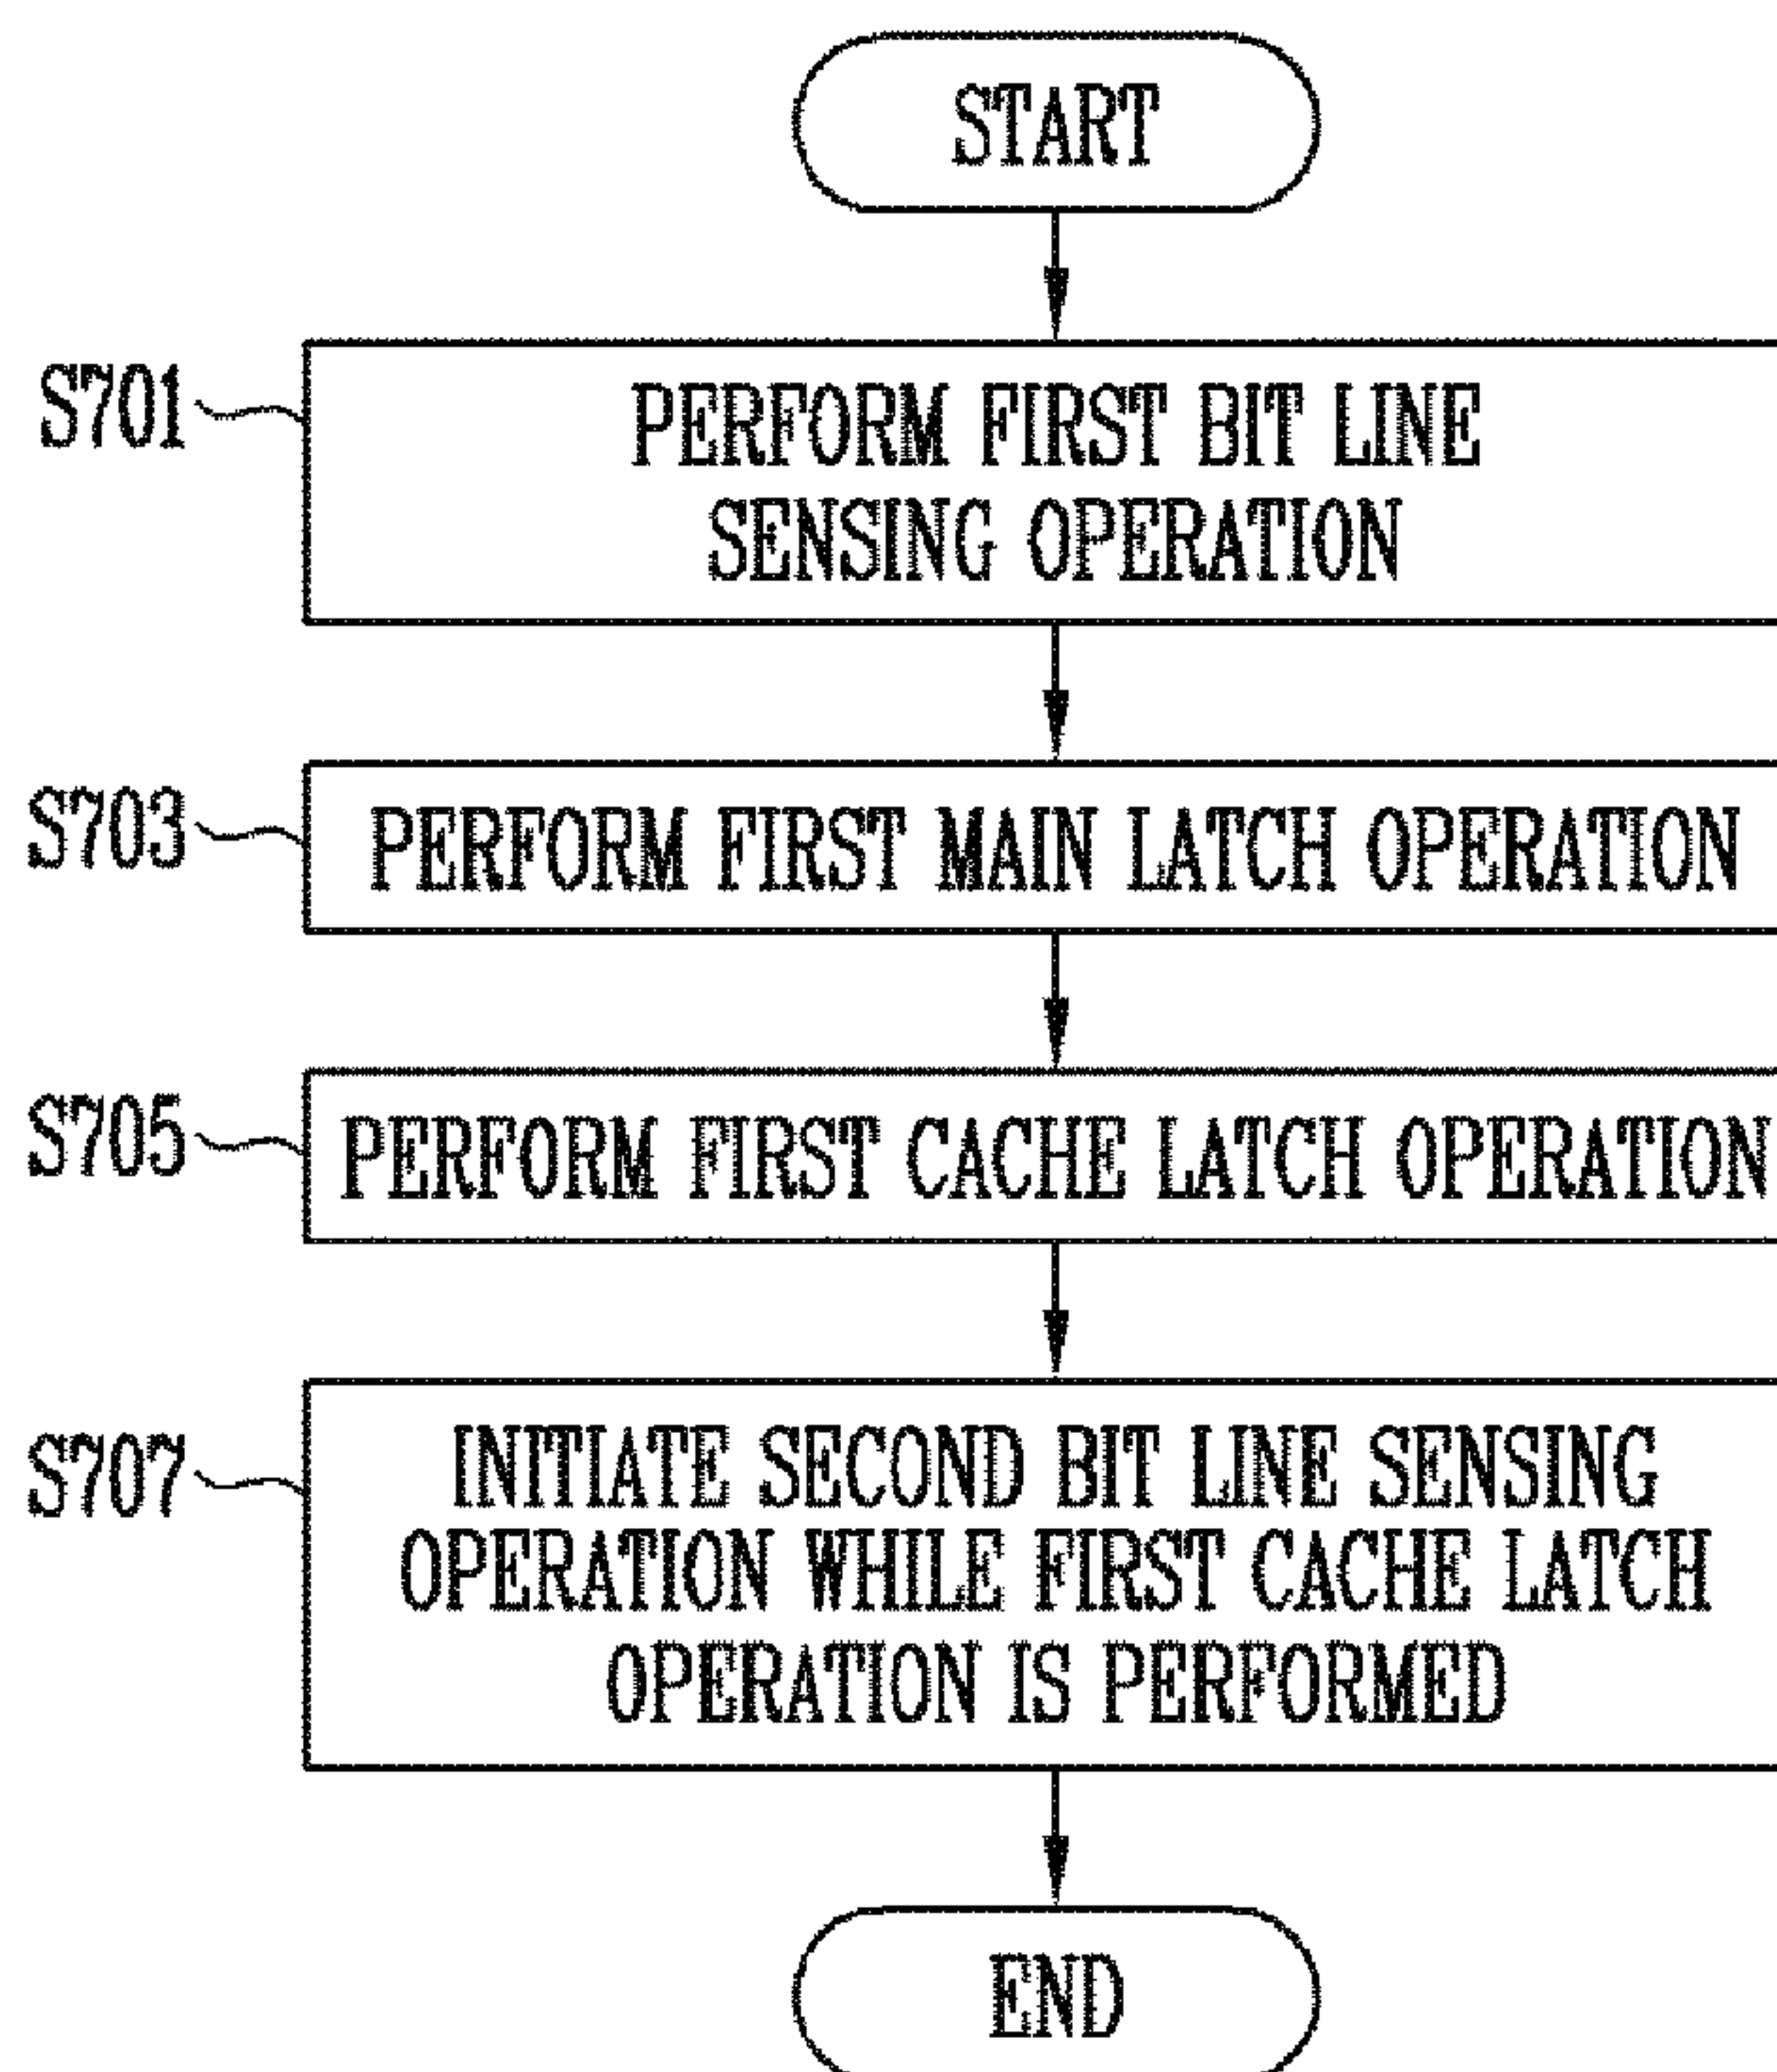 START
S701
PERFORM FIRST BIT LINE
SENSING OPERATION
S703
PERFORM FIRST MAIN LATCH OPERATION
S705
PERFORM FIRST CACHE LATCH OPERATION
S707
INITIATE SECOND BIT LINE SENSING
OPERATION WHILE FIRST CACHE LATCH
OPERATION IS PERFORMED
END